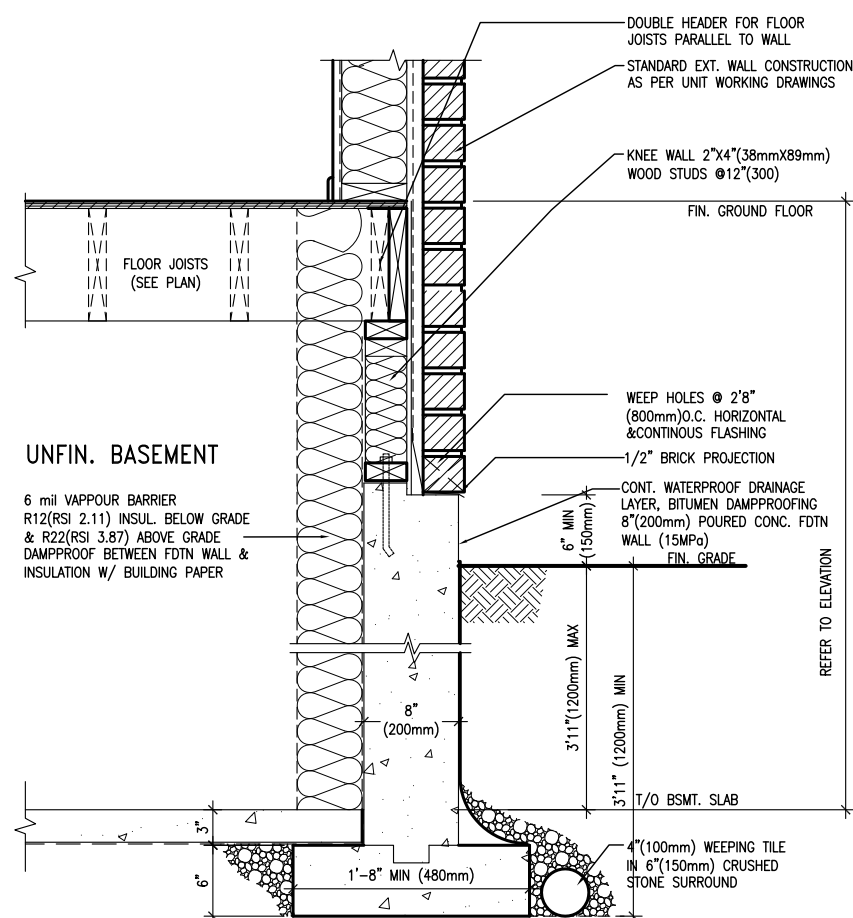 DOUBLE HEADER FOR FLOOR
JOISTS PARALLEL TO WALL
STANDARD EXT. WALL CONSTRUCTION
AS PER UNIT WORKING DRAWINGS
KNEE WALL 2"X4"(38mmX89mm)
WOOD STUDS @12"(300)
FIN. GROUND FLOOR
FLOOR JOISTS
(SEE PLAN)
WEEP HOLES @ 2'8"
(800mm)O.C. HORIZONTAL
&CONTINOUS FLASHING
1/2" BRICK PROJECTION
UNFIN. BASEMENT
6 mil VAPPOUR BARRIER
R12(RSI 2.11) INSUL. BELOW GRADE
& R22(RSI 3.87) ABOVE GRADE
DAMPPROOF BETWEEN FDTN WALL &
INSULATION W/ BUILDING PAPER
CONT. WATERPROOF DRAINAGE
LAYER, BITUMEN DAMPPROOFING
8"(200mm) POURED CONC. FDTN
WALL (15MPa)
FIN. GRADE
6" MIN
(150mm)
REFER TO ELEVATION
8"
(200mm)
3'11"(1200mm) MAX
3'11" (1200mm) MIN
T/O BSMT. SLAB
3"
6"
1'-8" MIN (480mm)
4"(100mm) WEEPING TILE
IN 6"(150mm) CRUSHED
STONE SURROUND